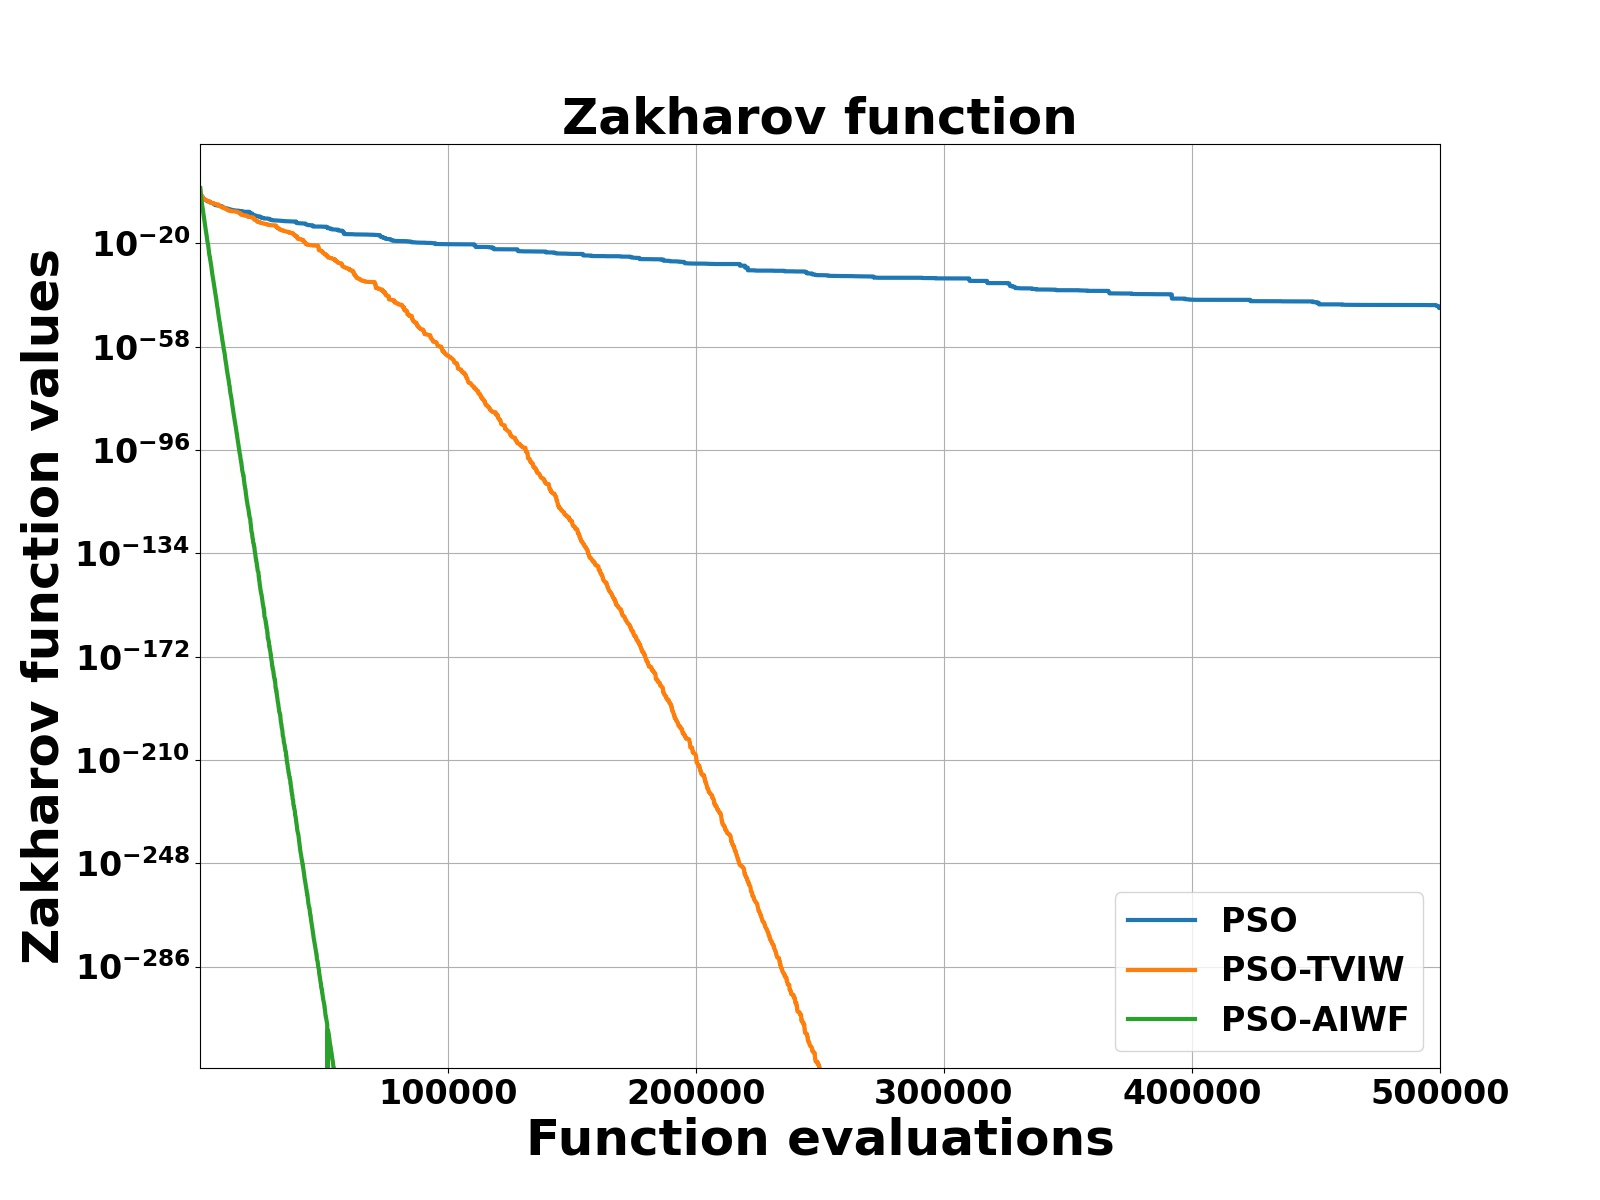 Zakharov function
Zakharov function values
10^−20
10^−58
10^−96
10^−134
10^−172
10^−210
10^−248
10^−286
PSO
PSO-TVIW
PSO-AIWF
100000 200000 300000 400000 500000
Function evaluations